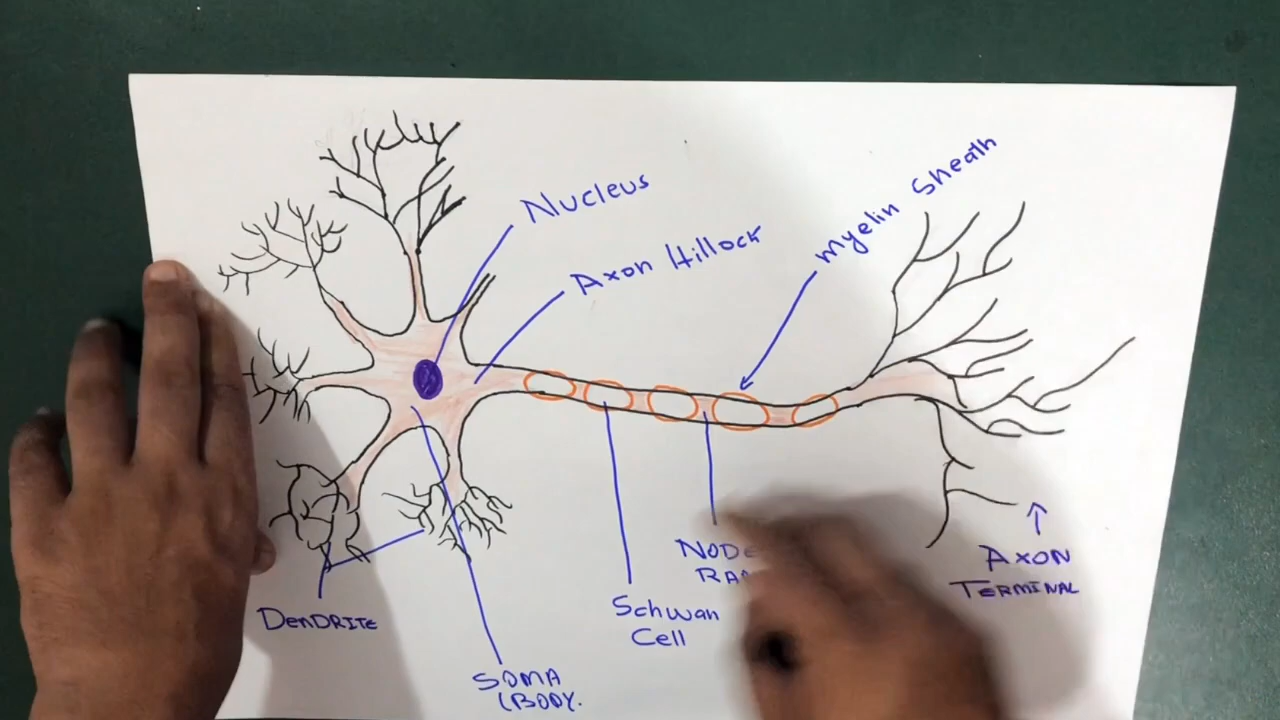 Nucleus
Axon Hillock
Myelin Sheath
NODE
AXON
TERMINAL
Schwan
Cell
DENDRITE
SOMA
(BODY.